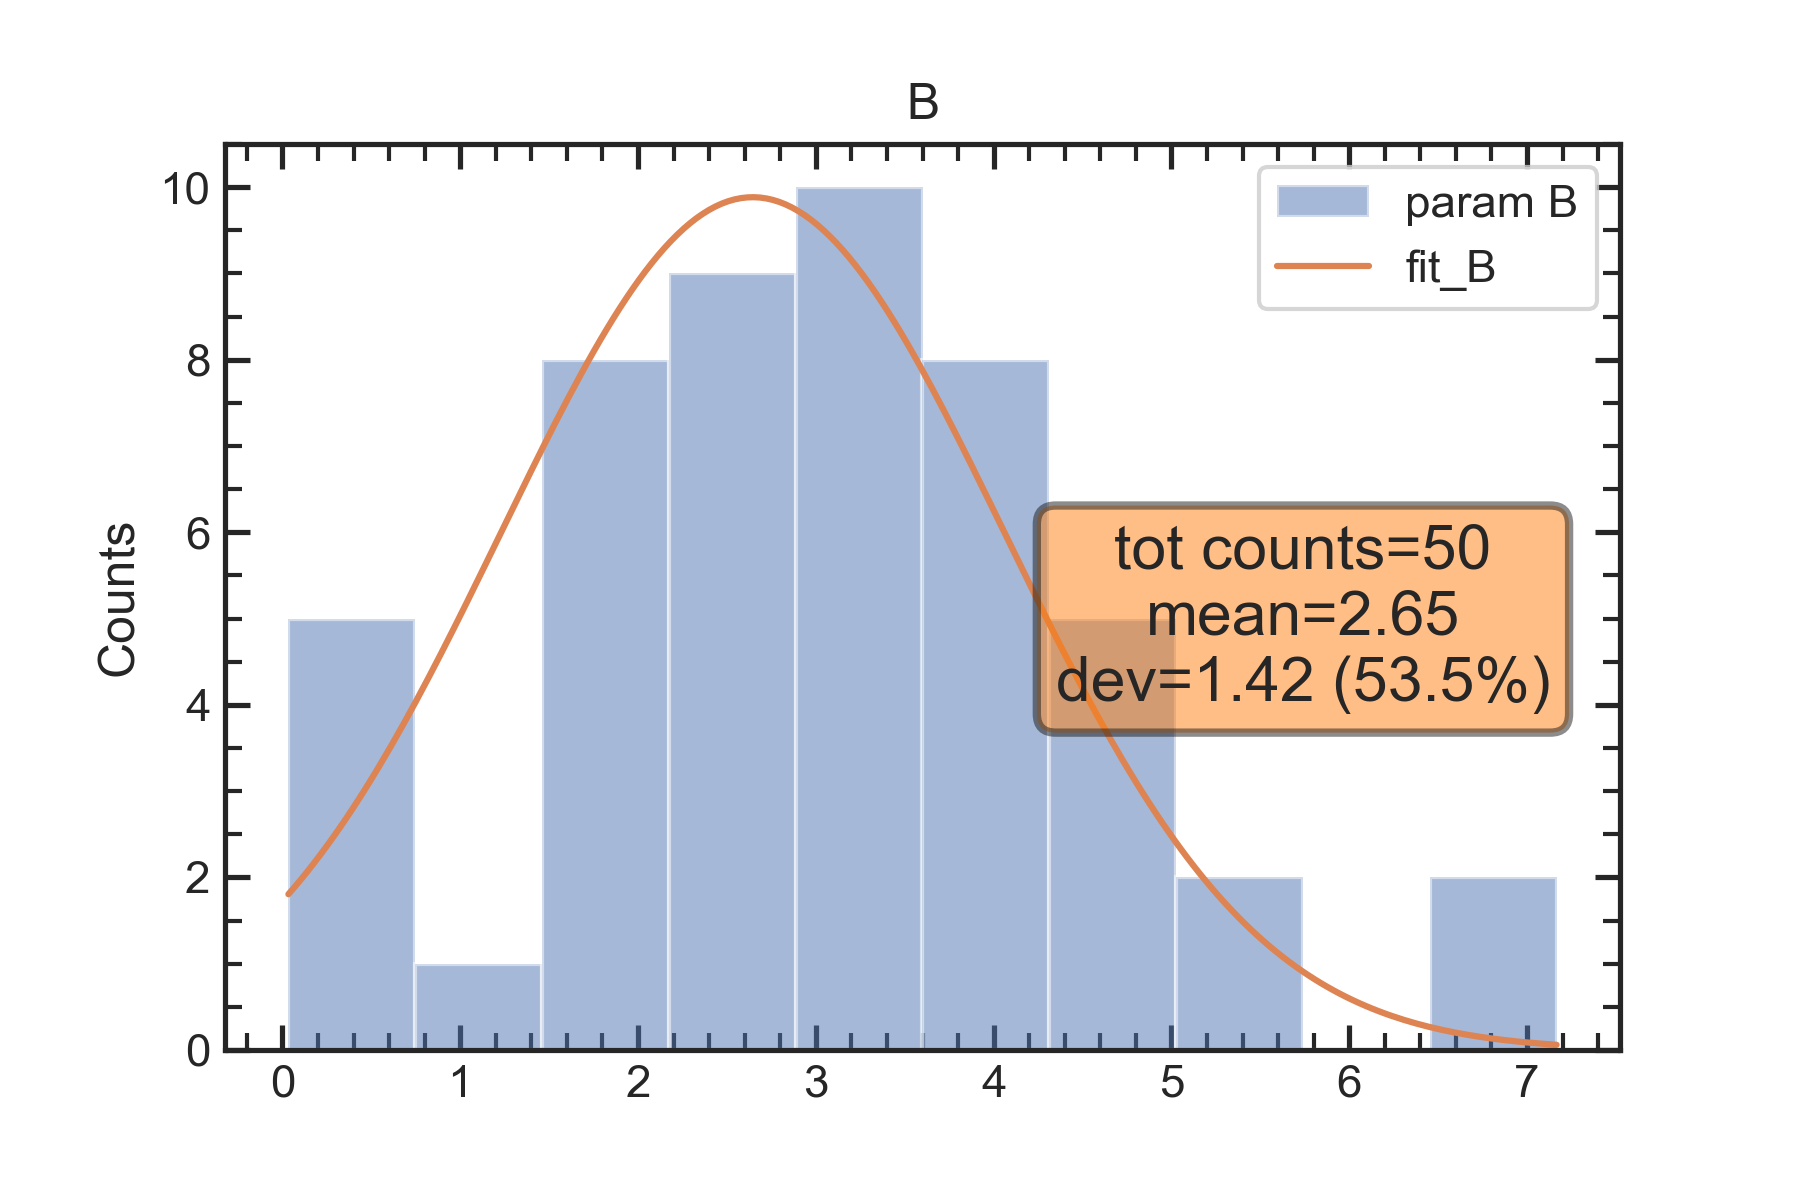 B
10
8
6
4
2
0
Counts
param B
fit_B
tot counts=50
mean=2.65
dev=1.42 (53.5%)
0 1 2 3 4 5 6 7